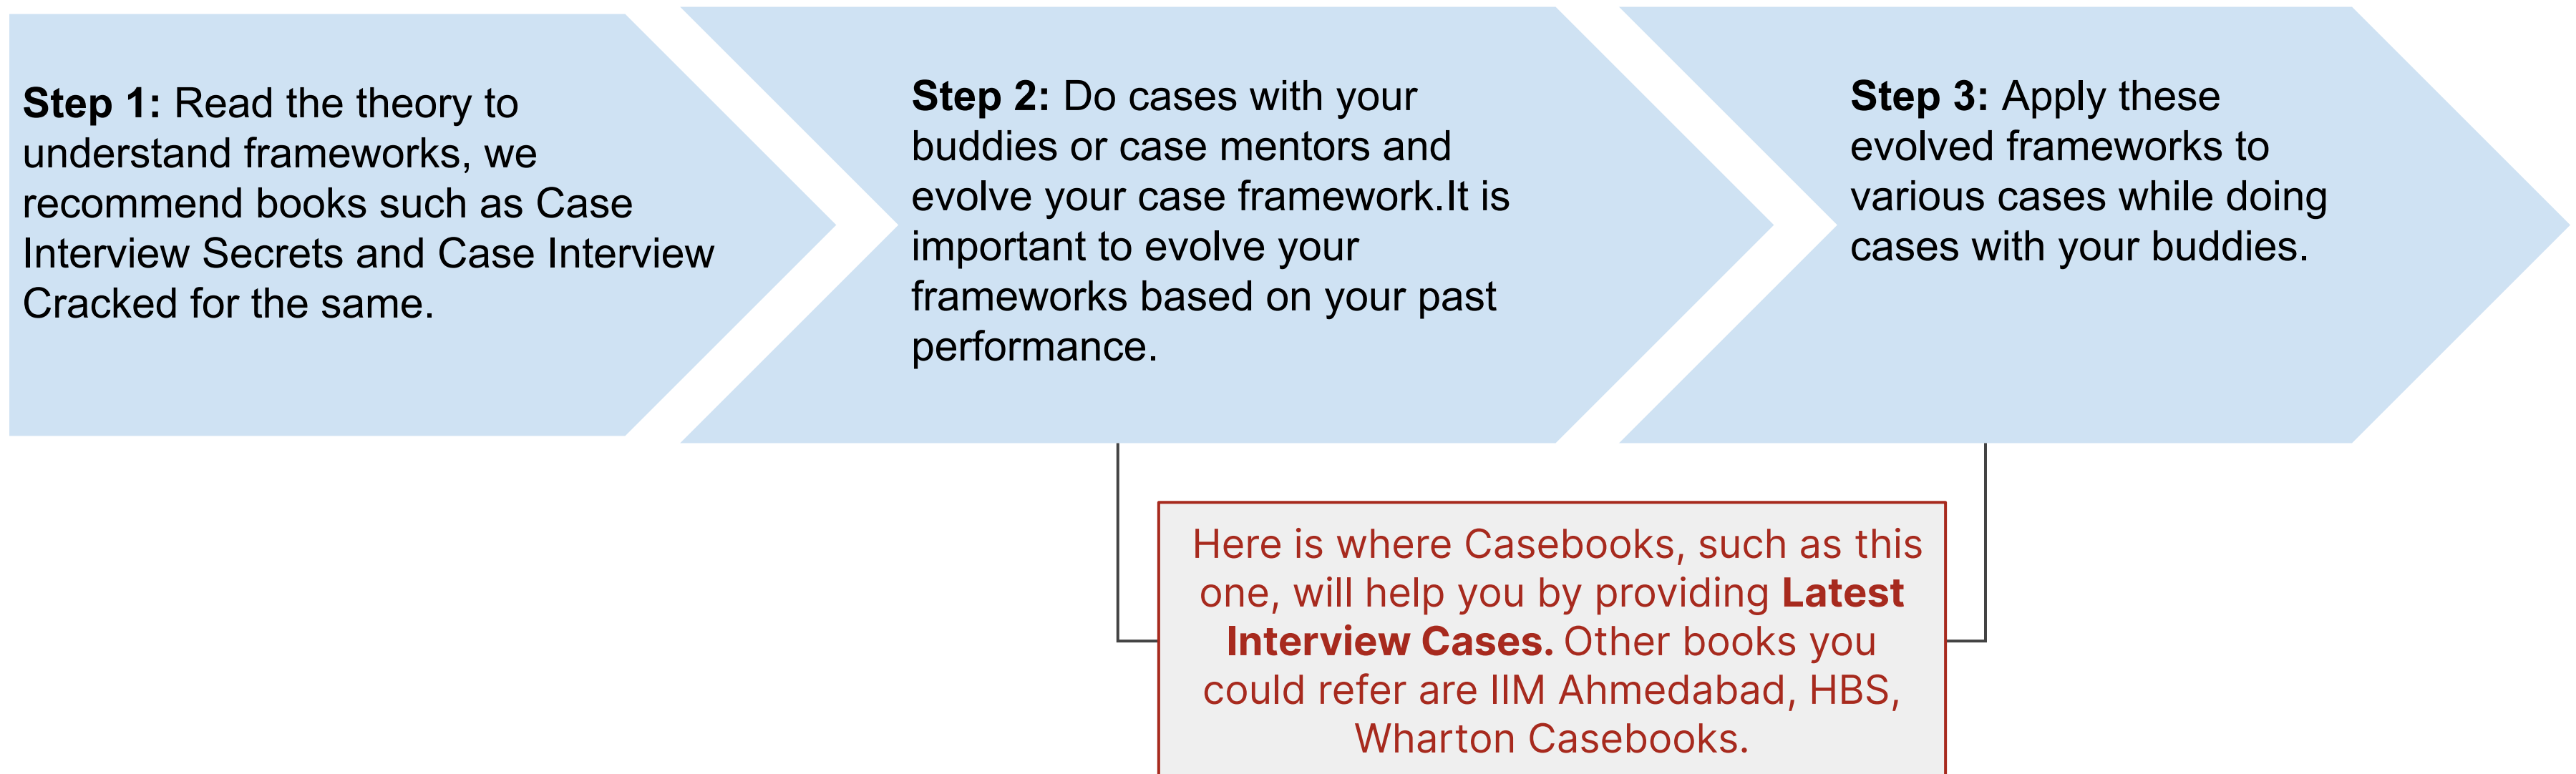 Step 1: Read the theory to
understand frameworks, we
recommend books such as Case
Interview Secrets and Case Interview
Cracked for the same.
Step 2: Do cases with your
buddies or case mentors and
evolve your case framework.It is
important to evolve your
frameworks based on your past
performance.
Step 3: Apply these
evolved frameworks to
various cases while doing
cases with your buddies.
Here is where Casebooks, such as this
one, will help you by providing Latest
Interview Cases. Other books you
could refer are IIM Ahmedabad, HBS,
Wharton Casebooks.